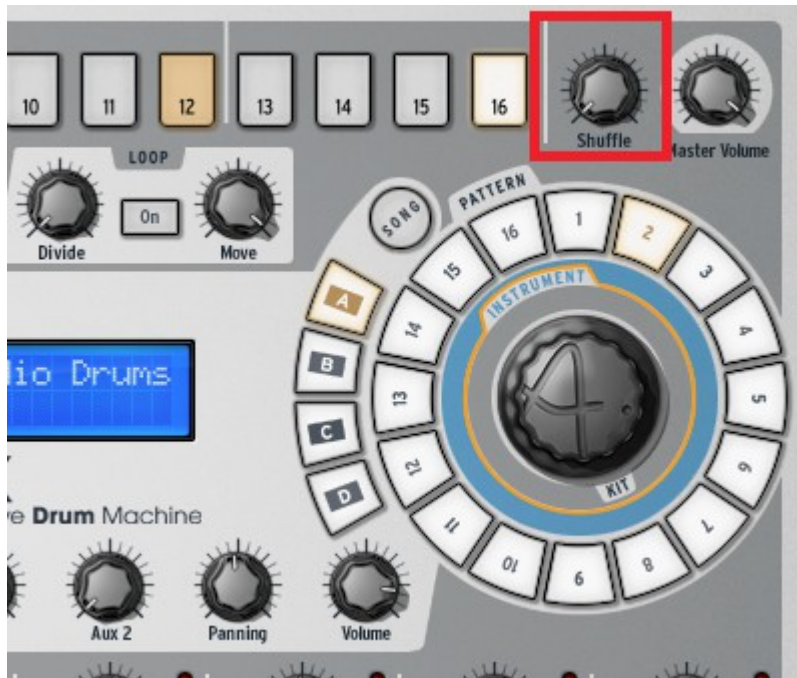 10 11 12 13 14 15 16
Shuffle
Master Volume
LOOP
On
Divide
Move
SONG
PATTERN
1
2
3
4
5
6
7
8
9
10
11
12
13
14
15
16
INSTRUMENT
KIT
A
B
C
D
io Drums
e Drum Machine
Aux 2
Panning
Volume